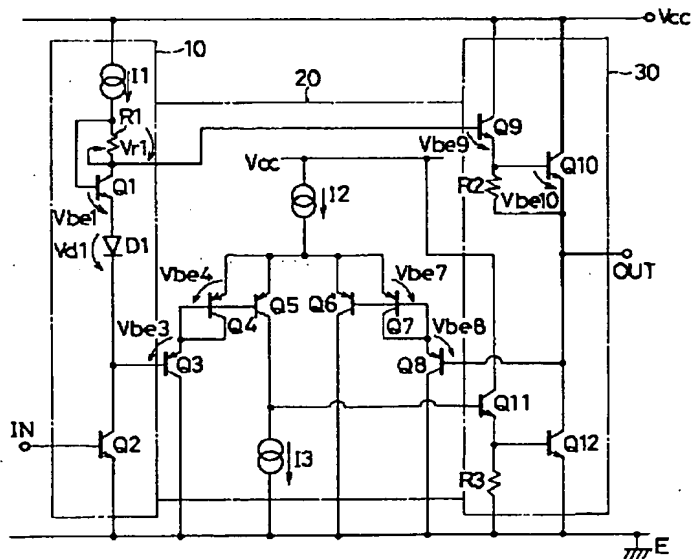 Vcc
10
I1
20
30
R1
Vr1
Q9
Vbe9
Vcc
Q10
Q1
R2
I2
Vbe10
Vbe1
Vd1
D1
OUT
Vbe4
Vbe7
Q5
Q6
Q4
Q7
Vbe3
Vbe8
Q3
Q8
Q11
IN
Q2
Q12
I3
R3
E